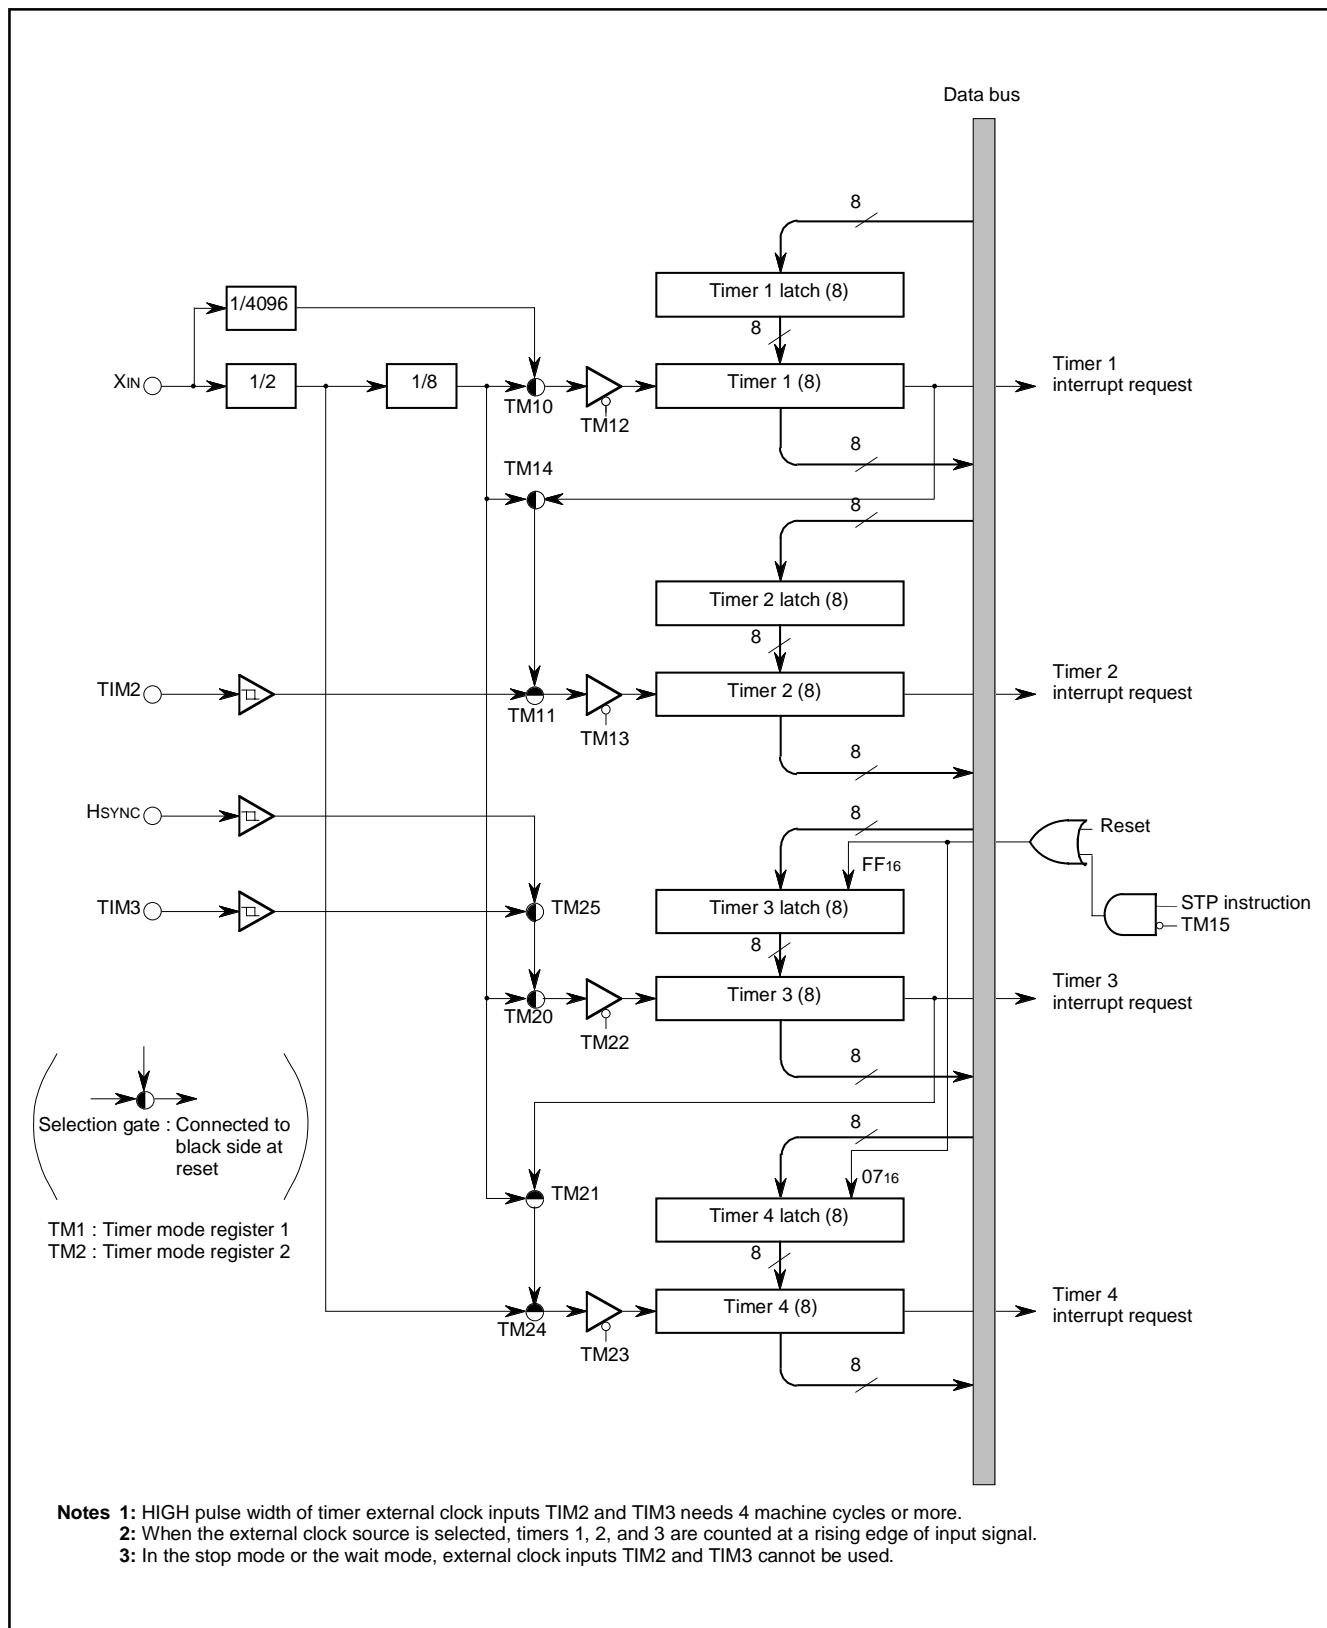 Data bus
8
Timer 1 latch (8)
8
1/4096
XIN
1/2
1/8
TM10
TM12
Timer 1 (8)
Timer 1
interrupt request
8
TM14
8
Timer 2 latch (8)
8
TIM2
TM11
TM13
Timer 2 (8)
Timer 2
interrupt request
8
HSYNC
8
Reset
FF16
TIM3
TM25
Timer 3 latch (8)
STP instruction
TM15
8
TM20
TM22
Timer 3 (8)
Timer 3
interrupt request
8
Selection gate : Connected to
black side at
reset
8
0716
TM21
Timer 4 latch (8)
TM1 : Timer mode register 1
TM2 : Timer mode register 2
8
TM24
TM23
Timer 4 (8)
Timer 4
interrupt request
8
Notes 1: HIGH pulse width of timer external clock inputs TIM2 and TIM3 needs 4 machine cycles or more.
2: When the external clock source is selected, timers 1, 2, and 3 are counted at a rising edge of input signal.
3: In the stop mode or the wait mode, external clock inputs TIM2 and TIM3 cannot be used.